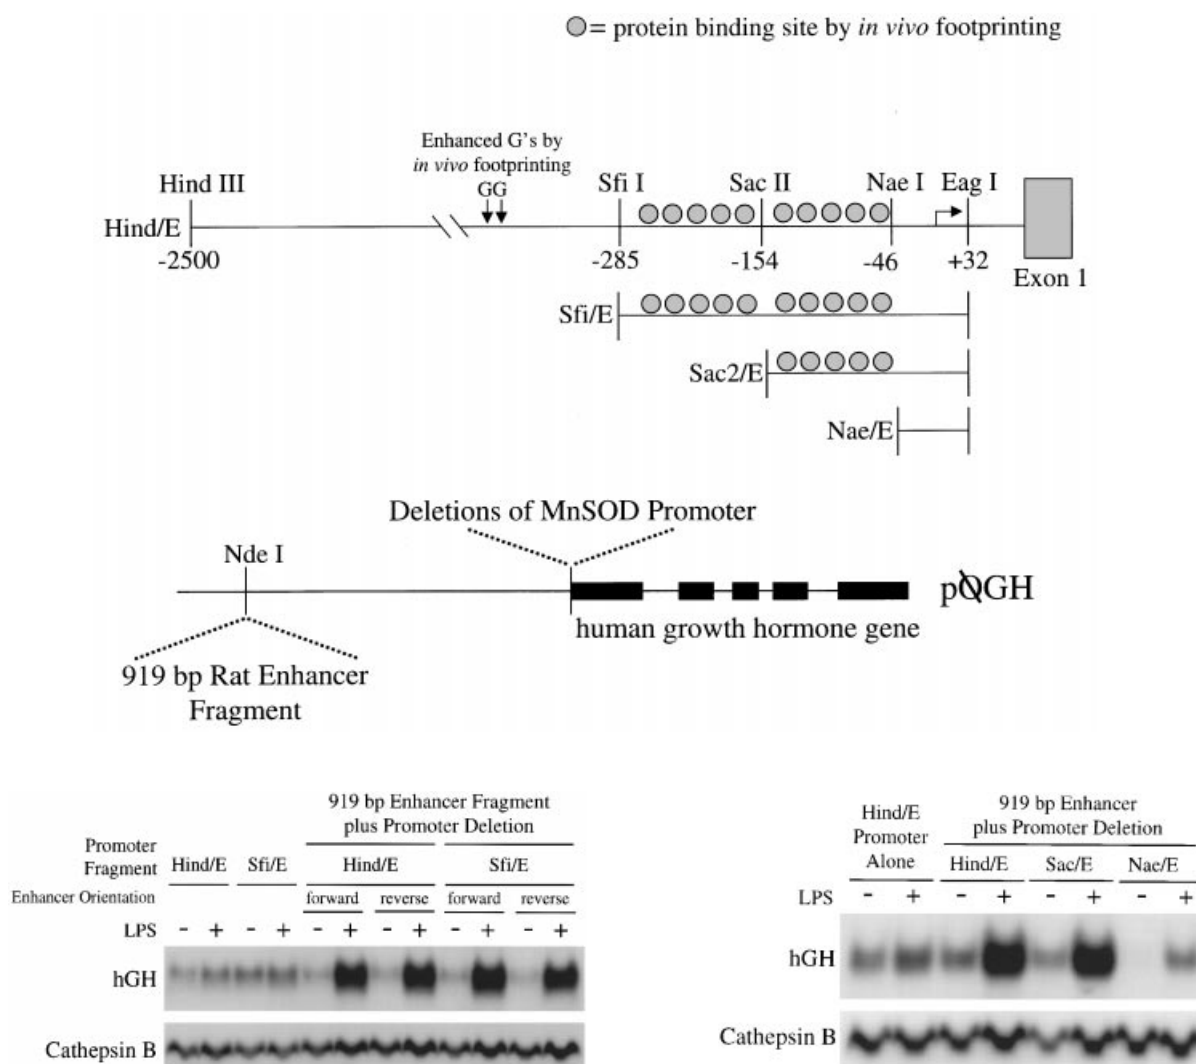 = protein binding site by in vivo footprinting
Enhanced G's by
in vivo footprinting
GG
Hind III
Sfi I
Sac II
Nae I
Eag I
Hind/E
-2500
-285
-154
-46
+32
Exon 1
Sfi/E
Sac2/E
Nae/E
Deletions of MnSOD Promoter
Nde I
pØGH
human growth hormone gene
919 bp Rat Enhancer
Fragment
919 bp Enhancer Fragment
plus Promoter Deletion
Promoter
Fragment
Hind/E Sfi/E Hind/E Sfi/E
Enhancer Orientation forward reverse forward reverse
LPS - + - + - + - + - + - +
hGH
Cathepsin B
Hind/E
Promoter
Alone
919 bp Enhancer
plus Promoter Deletion
Hind/E Sac/E Nae/E
LPS - + - + - + - +
hGH
Cathepsin B